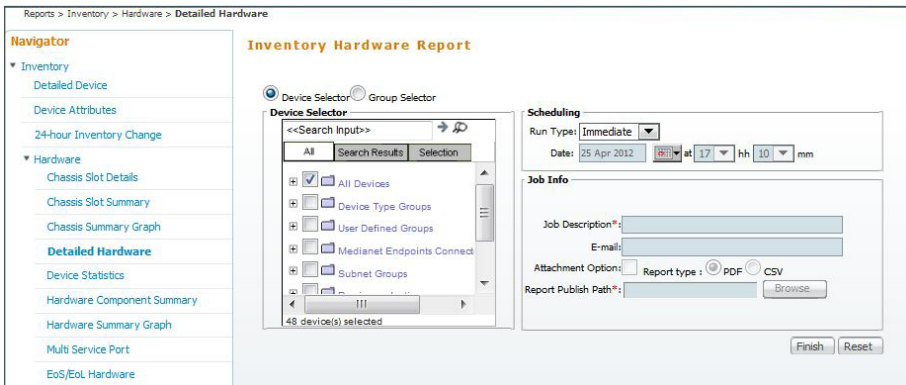 Reports > Inventory > Hardware > Detailed Hardware
Navigator
Inventory
Detailed Device
Device Attributes
24-hour Inventory Change
Hardware
Chassis Slot Details
Chassis Slot Summary
Chassis Summary Graph
Detailed Hardware
Device Statistics
Hardware Component Summary
Hardware Summary Graph
Multi Service Port
EoS/EoL Hardware
Inventory Hardware Report
Device Selector Group Selector
Device Selector
<<Search Input>>
All Search Results Selection
All Devices
Device Type Groups
User Defined Groups
Medianet Endpoints Connect
Subnet Groups
48 device(s) selected
Scheduling
Run Type: Immediate
Date: 25 Apr 2012 at 17 hh 10 mm
Job Info
Job Description*:
E-mail:
Attachment Option: Report type : PDF CSV
Report Publish Path*: Browse
Finish Reset